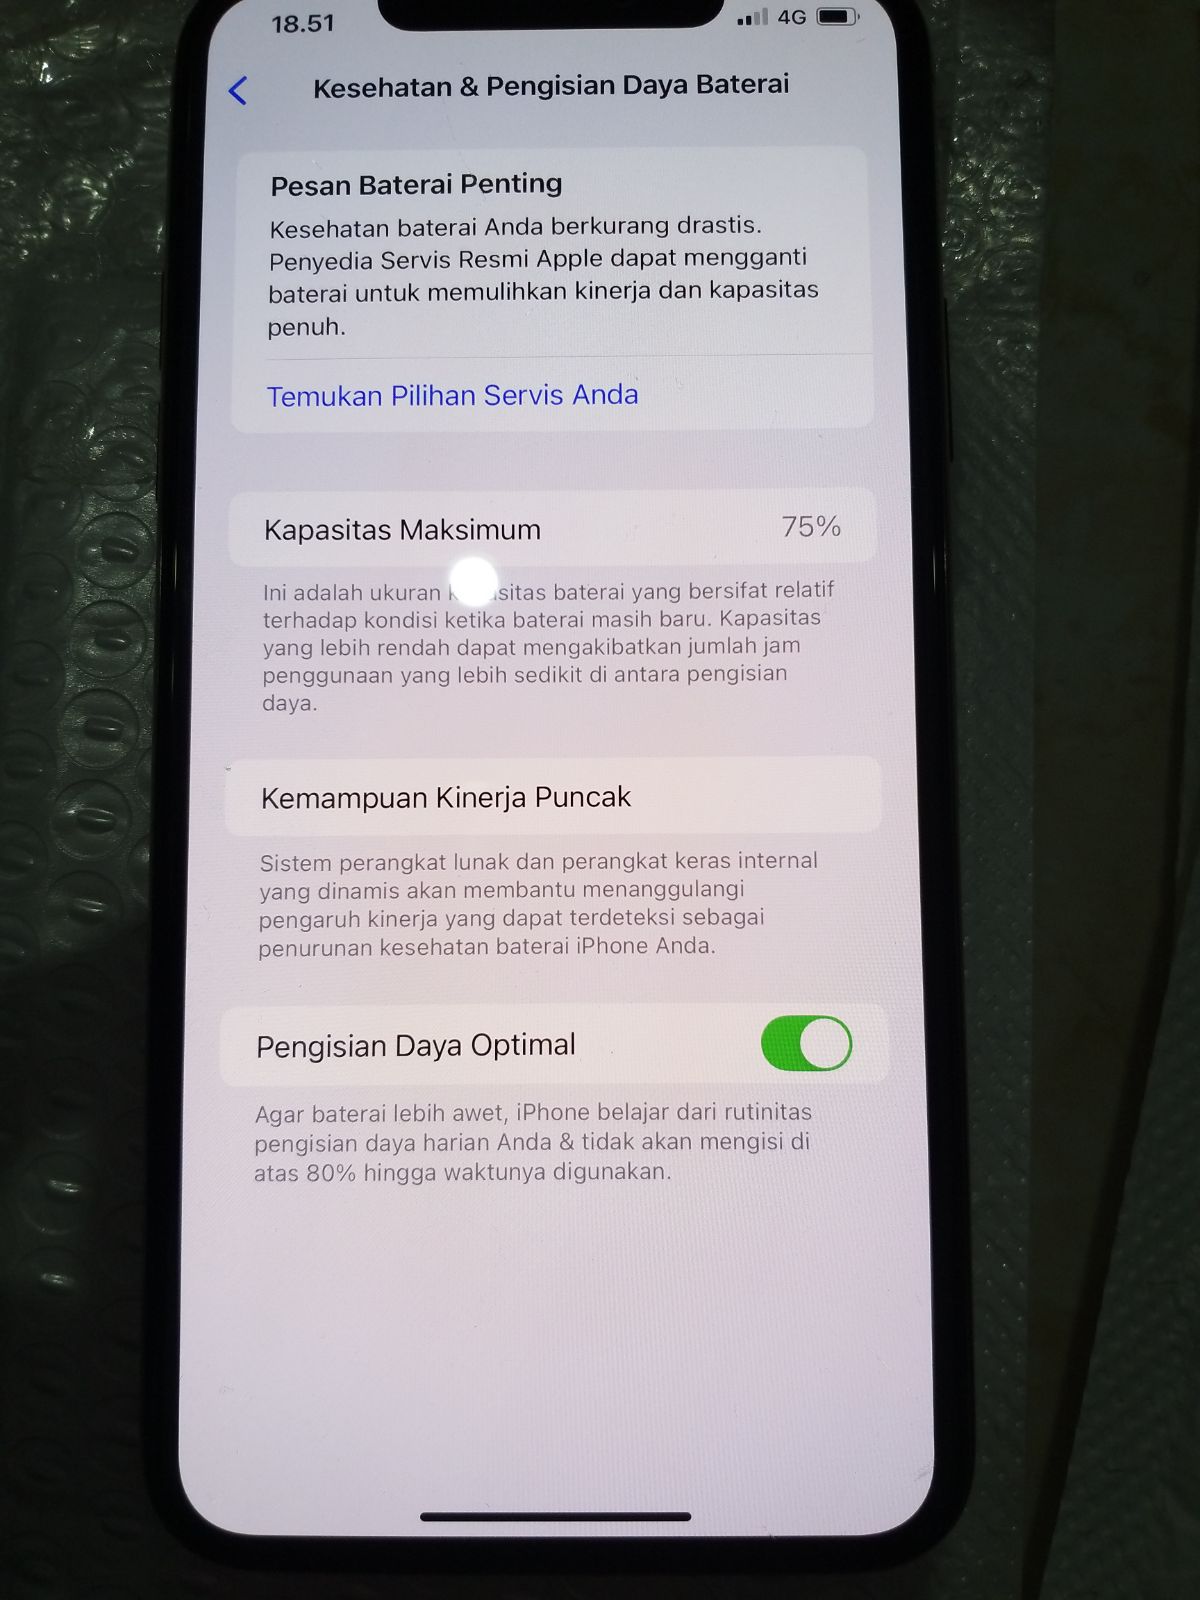 18.51
4G
Kesehatan & Pengisian Daya Baterai
Pesan Baterai Penting
Kesehatan baterai Anda berkurang drastis.
Penyedia Servis Resmi Apple dapat mengganti
baterai untuk memulihkan kinerja dan kapasitas
penuh.
Temukan Pilihan Servis Anda
Kapasitas Maksimum 75%
Ini adalah ukuran baterai yang bersifat relatif
terhadap kondisi ketika baterai masih baru. Kapasitas
yang lebih rendah dapat mengakibatkan jumlah jam
penggunaan yang lebih sedikit di antara pengisian
daya.
Kemampuan Kinerja Puncak
Sistem perangkat lunak dan perangkat keras internal
yang dinamis akan membantu menanggulangi
pengaruh kinerja yang dapat terdeteksi sebagai
penurunan kesehatan baterai iPhone Anda.
Pengisian Daya Optimal
Agar baterai lebih awet, iPhone belajar dari rutinitas
pengisian daya harian Anda & tidak akan mengisi di
atas 80% hingga waktunya digunakan.